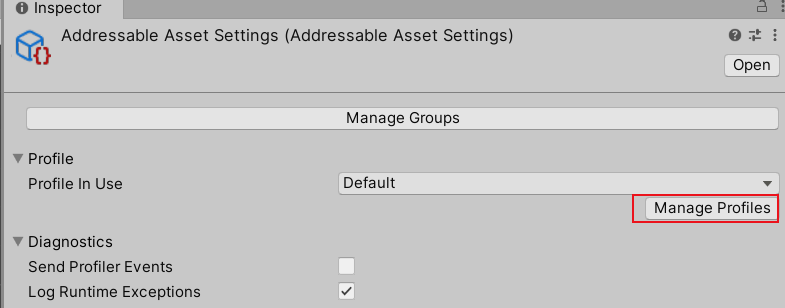 Inspector
Addressable Asset Settings (Addressable Asset Settings)
Open
Manage Groups
Profile
Profile In Use Default
Manage Profiles
Diagnostics
Send Profiler Events
Log Runtime Exceptions